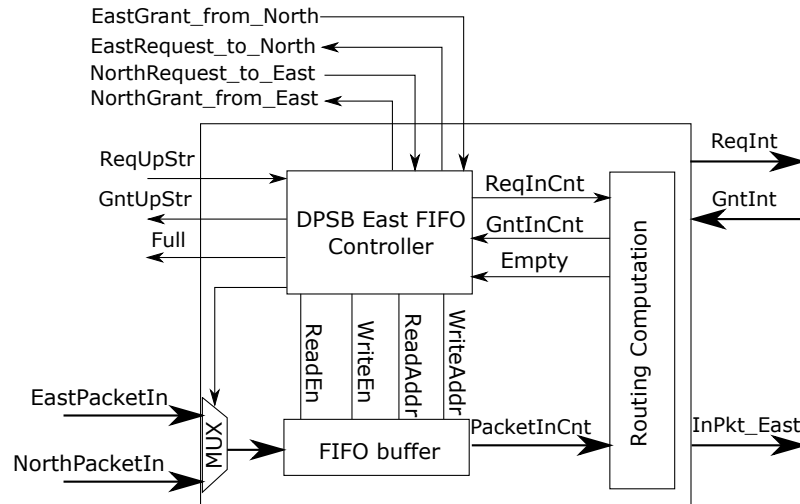 EastGrant_from_North
EastRequest_to_North
NorthRequest_to_East
NorthGrant_from_East
ReqUpStr
GntUpStr
Full
DPSB East FIFO
Controller
ReqInCnt
GntInCnt
Empty
Routing Computation
ReqInt
GntInt
ReadEn
WriteEn
ReadAddr
WriteAddr
EastPacketIn
NorthPacketIn
MUX
FIFO buffer
PacketInCnt
InPkt_East